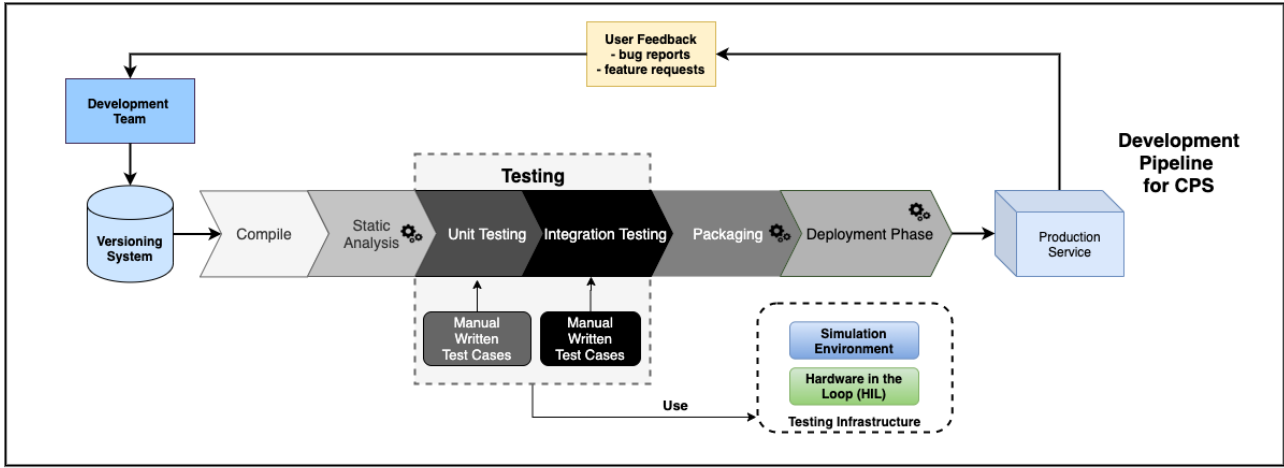 User Feedback
- bug reports
- feature requests
Development
Team
Development
Pipeline
for CPS
Testing
Versioning
System
Compile
Static
Analysis
Unit Testing
Integration Testing
Packaging
Deployment Phase
Production
Service
Manual
Written
Test Cases
Manual
Written
Test Cases
Use
Simulation
Environment
Hardware in the
Loop (HIL)
Testing Infrastructure